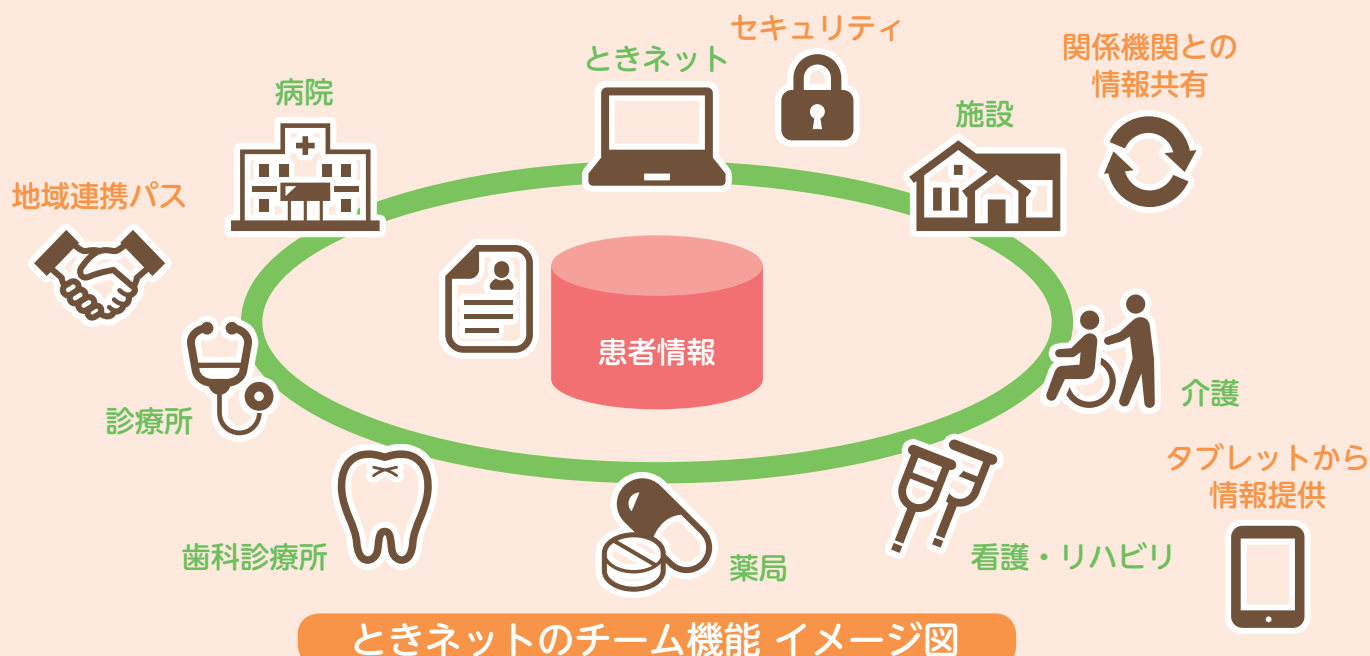 セキュリティ
ときネット
関係機関との
情報共有
病院
施設
地域連携パス
患者情報
介護
診療所
タブレットから
情報提供
歯科診療所
薬局
看護・リハビリ
ときネットのチーム機能 イメージ図